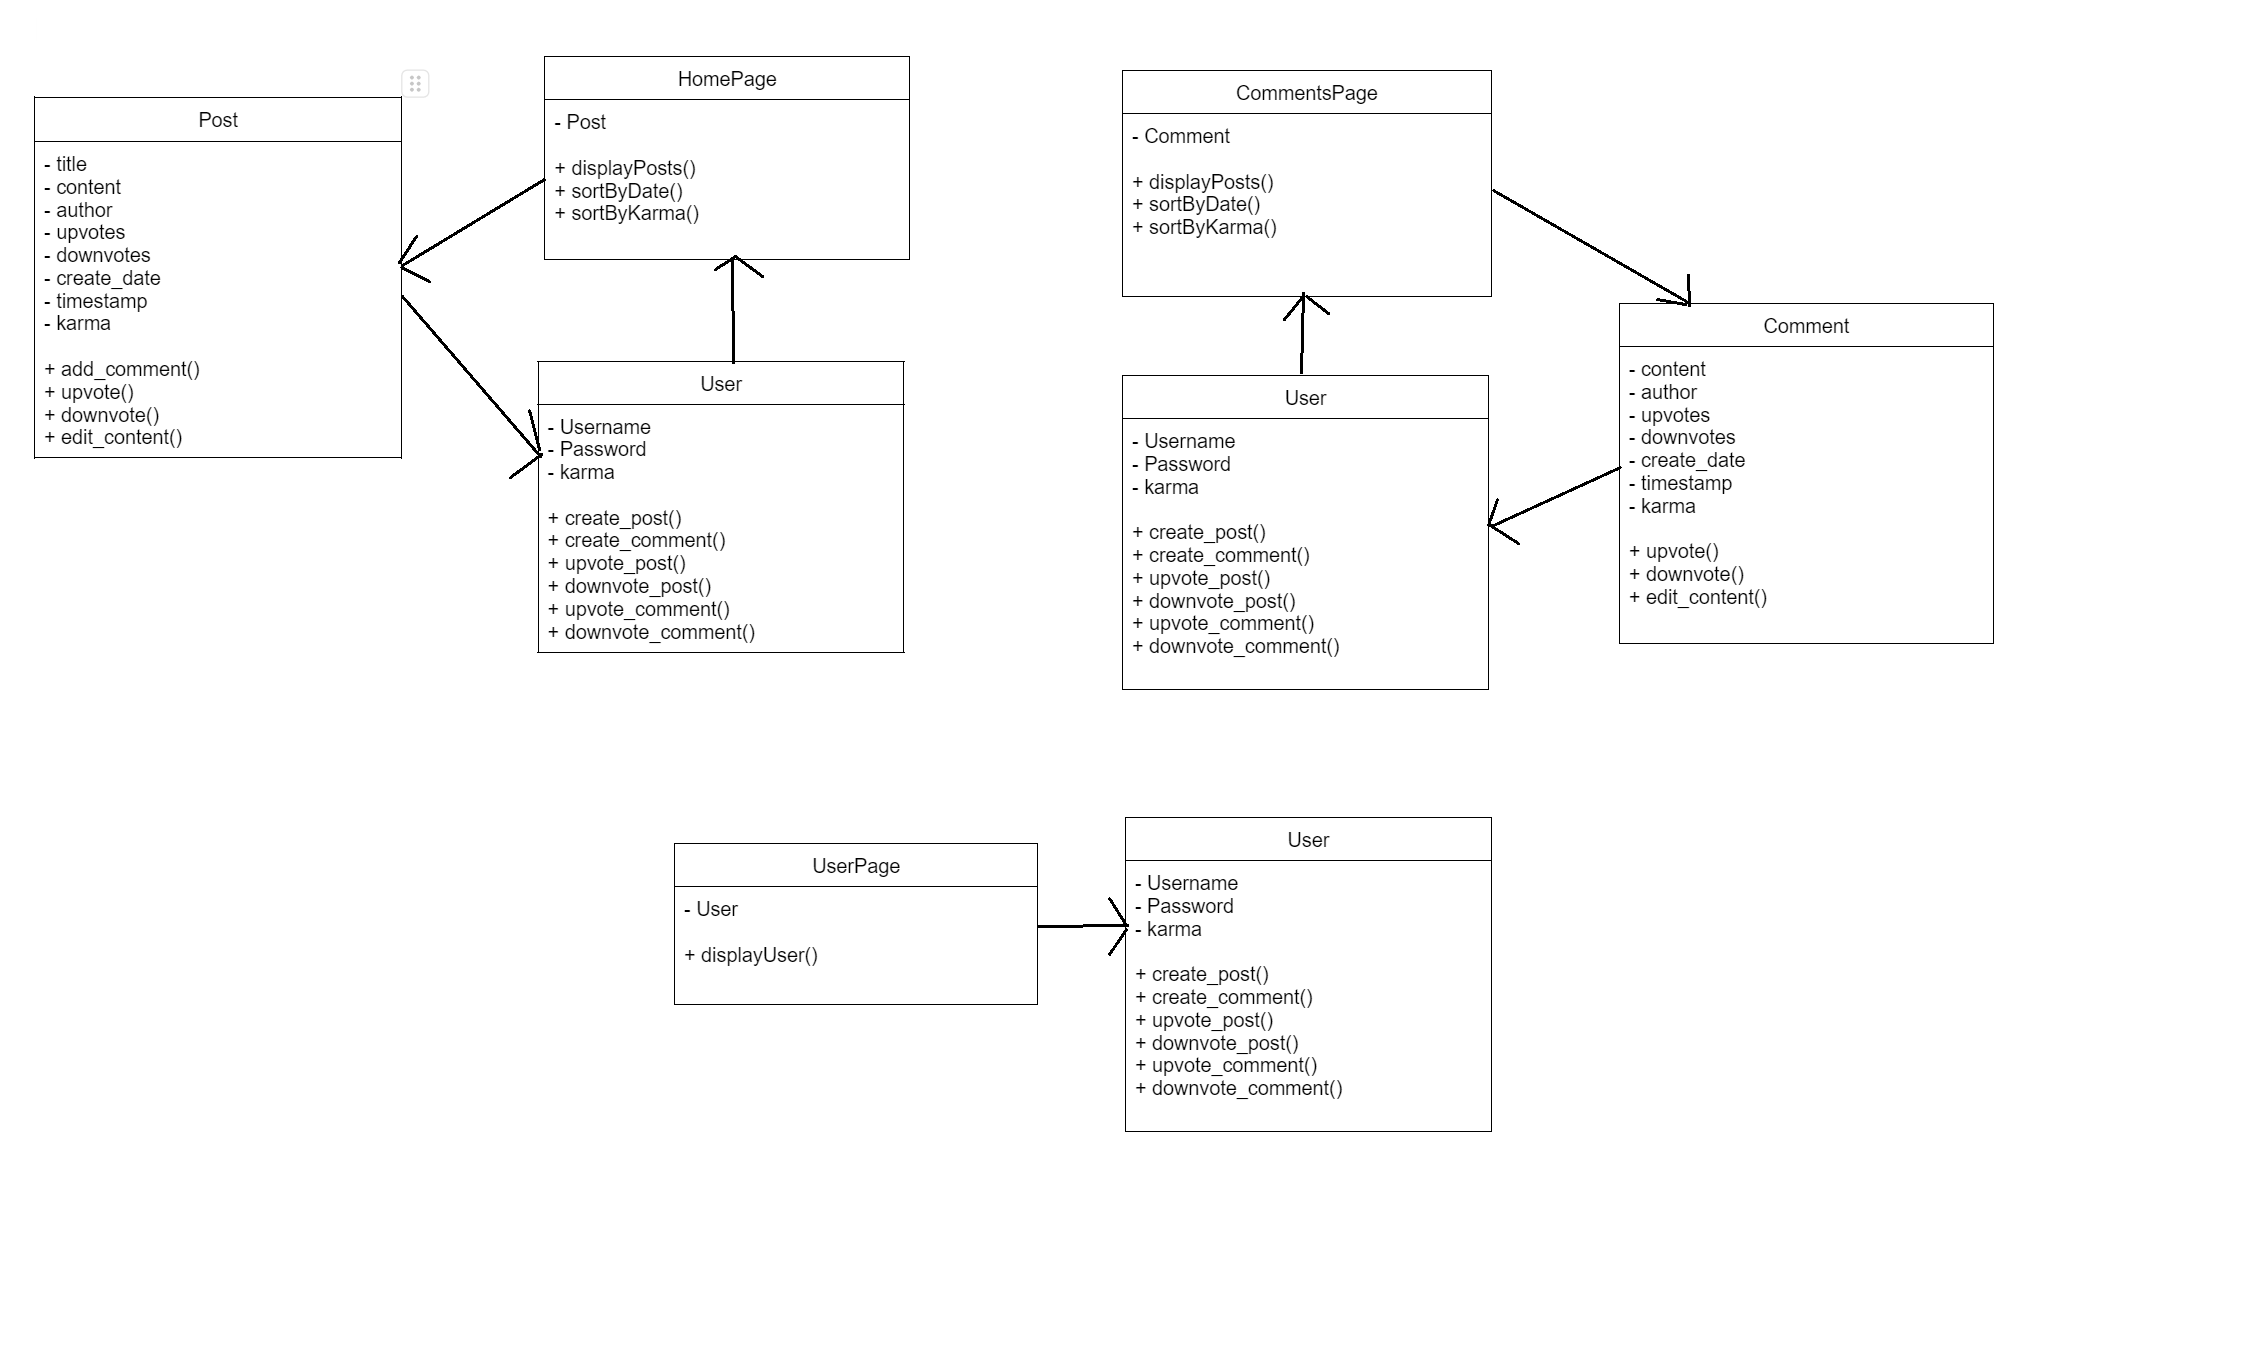 Post
- title
- content
- author
- upvotes
- downvotes
- create_date
- timestamp
- karma
+ add_comment()
+ upvote()
+ downvote()
+ edit_content()
HomePage
- Post
+ displayPosts()
+ sortByDate()
+ sortByKarma()
User
- Username
- Password
- karma
+ create_post()
+ create_comment()
+ upvote_post()
+ downvote_post()
+ upvote_comment()
+ downvote_comment()
CommentsPage
- Comment
+ displayPosts()
+ sortByDate()
+ sortByKarma()
User
- Username
- Password
- karma
+ create_post()
+ create_comment()
+ upvote_post()
+ downvote_post()
+ upvote_comment()
+ downvote_comment()
Comment
- content
- author
- upvotes
- downvotes
- create_date
- timestamp
- karma
+ upvote()
+ downvote()
+ edit_content()
UserPage
- User
+ displayUser()
User
- Username
- Password
- karma
+ create_post()
+ create_comment()
+ upvote_post()
+ downvote_post()
+ upvote_comment()
+ downvote_comment()